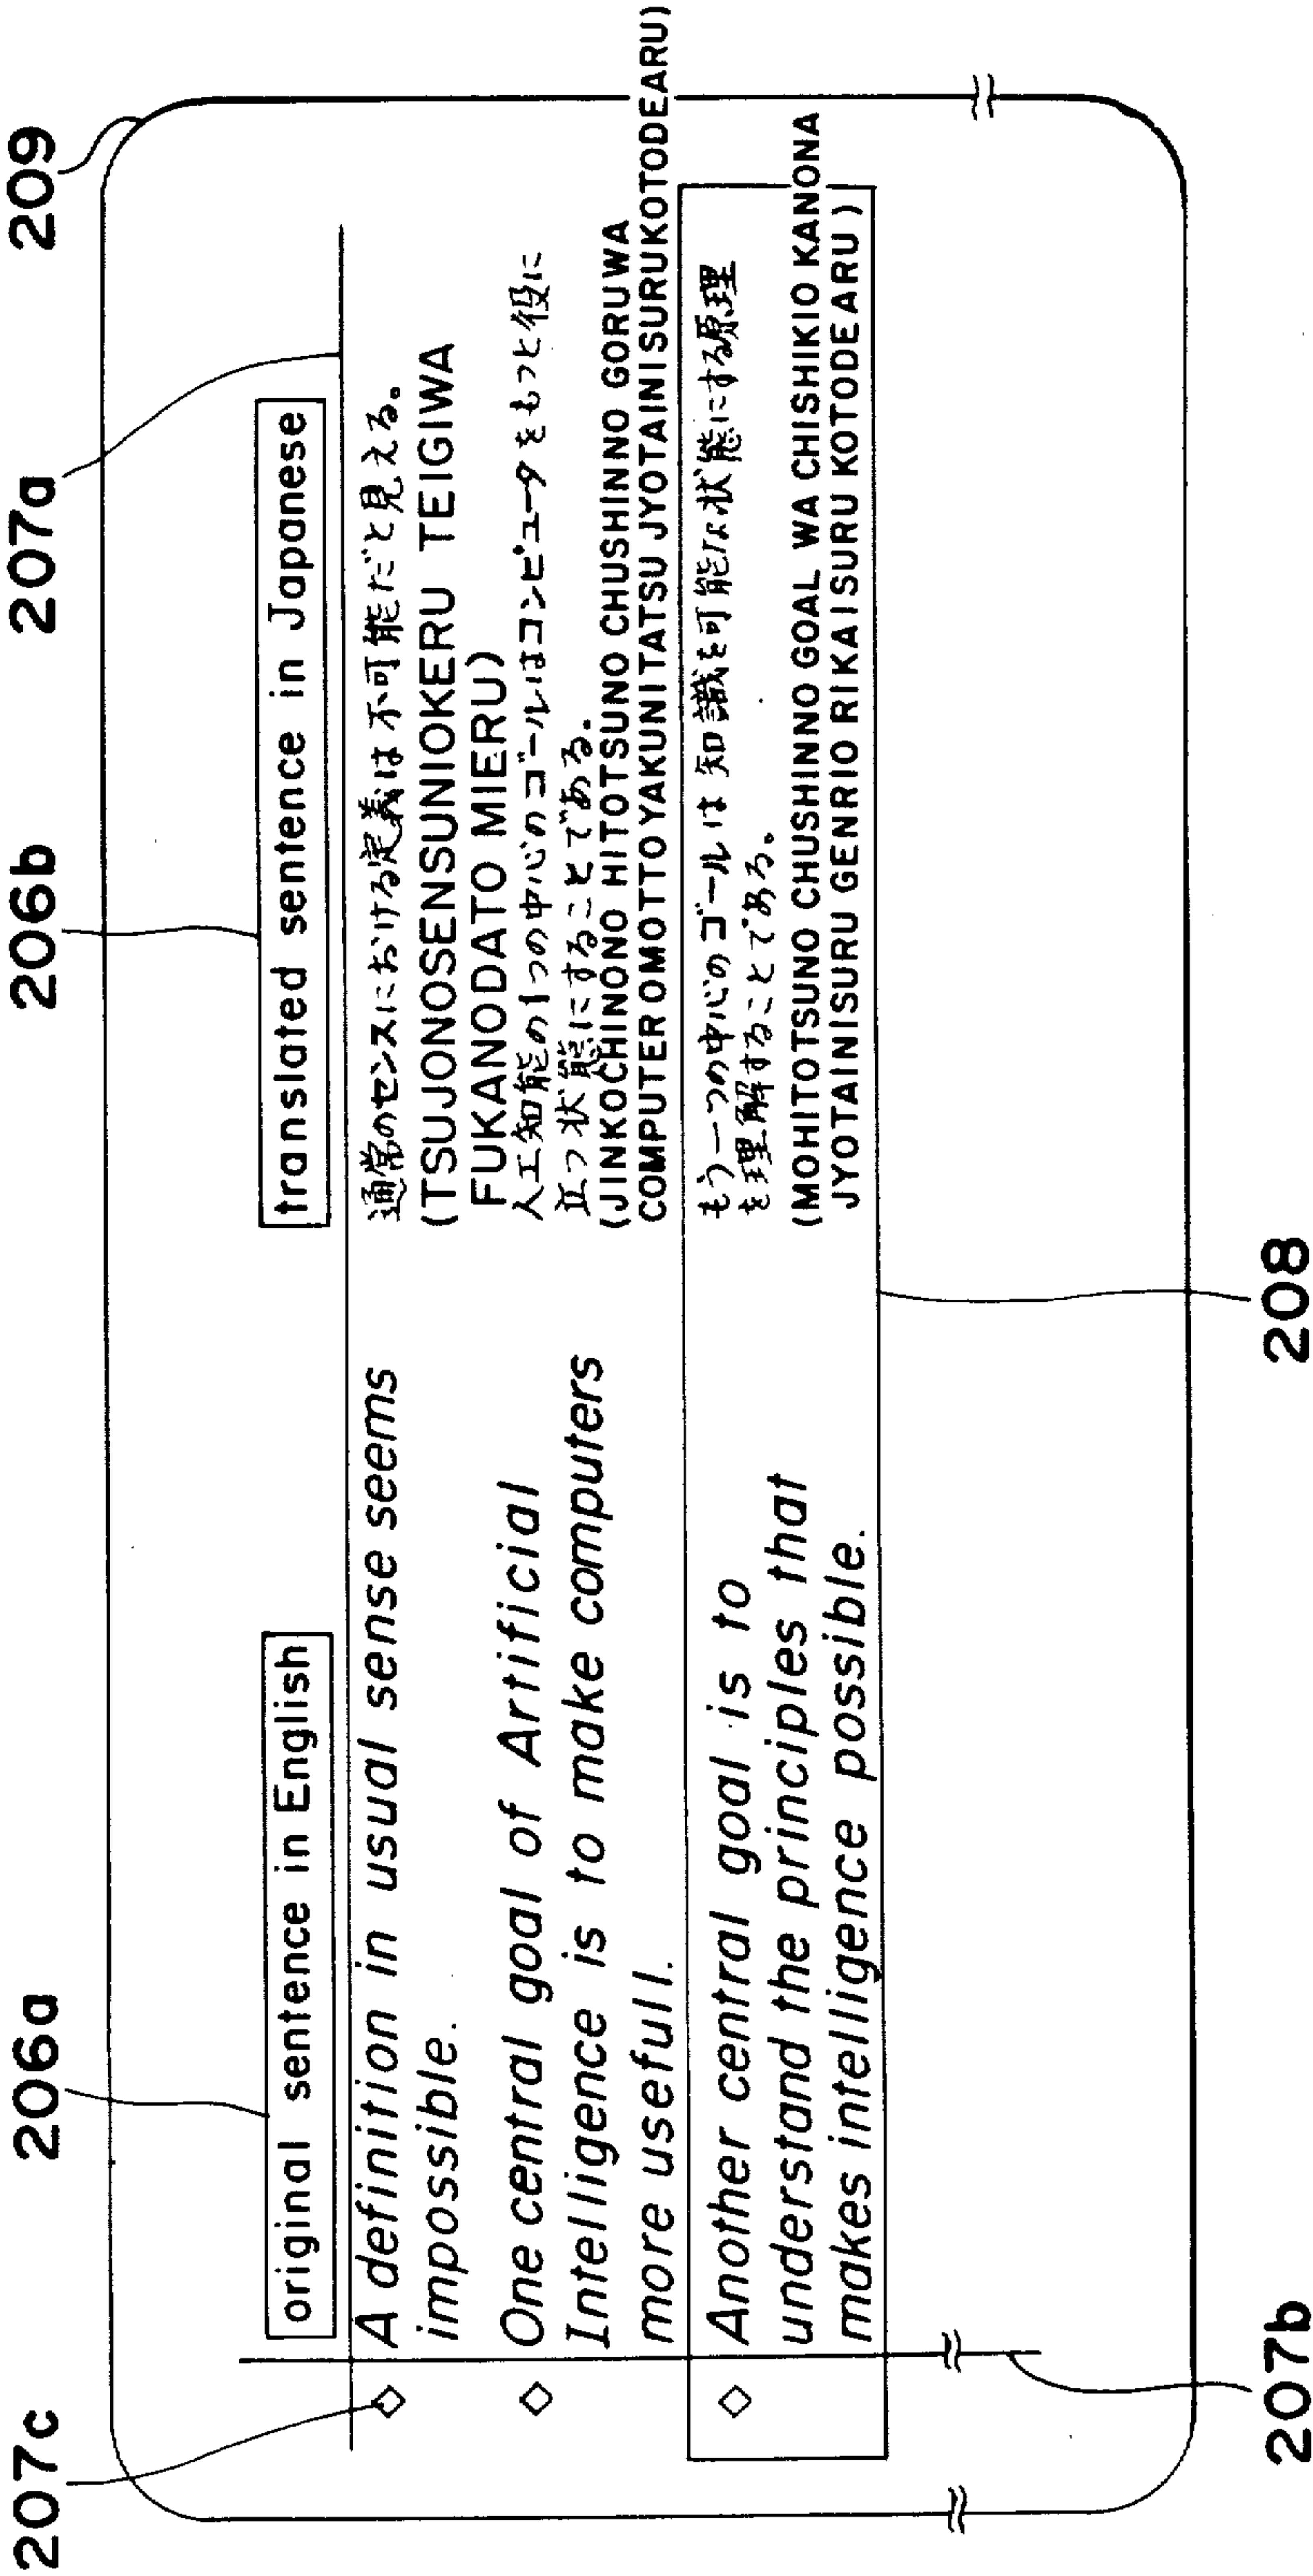 207c
206a
206b
207a
209
original sentence in English
translated sentence in Japanese
◇ A definition in usual sense seems
impossible.
通常のセンスにおける定義は不可能だと見える。
(TSUJONOSENSUNIOKERU TEIGIWA
FUKANODATO MIERU)
◇ One central goal of Artificial
Intelligence is to make computers
more usefull.
人工知能の1つの中心のゴールはコンピュータをもっと役に
立つ状態にすることである。
(JINKOCHINONO HITOTSUNO CHUSHINNO GORUWA
COMPUTEROMOTTOYAKUNITATSU JYOTAINISURUKOTODEARU)
◇ Another central goal is to
understand the principles that
makes intelligence possible.
もう一つの中心のゴールは知識を可能な状態にする原理
を理解することである。
(MOHITOTSUNO CHUSHINNO GOAL WA CHISHIKIO KANONA
JYOTAINISURU GENRIO RIKAISURU KOTODEARU)
207b
208